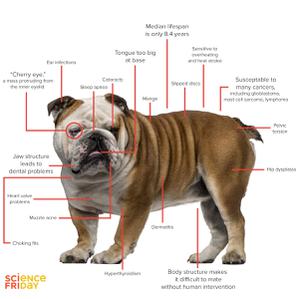 Median lifespan
is only 8.4 years
Tongue too big
at base
Sensitive to
overheating
and heat stroke
Ear infections
Cataracts
Sleep apnea
Slipped discs
Susceptible to
many cancers,
including glioblastoma,
mast cell sarcoma, lymphoma
"Cherry eye,"
a mass protruding from
the inner eyelid
Mange
Pelvic
tension
Jaw structure
leads to
dental problems
Hip dysplasia
Heart valve
problems
Muzzle acne
Dermatitis
Choking fits
Hyperthyroidism
Body structure makes
it difficult to mate
without human intervention
science
FRIDAY